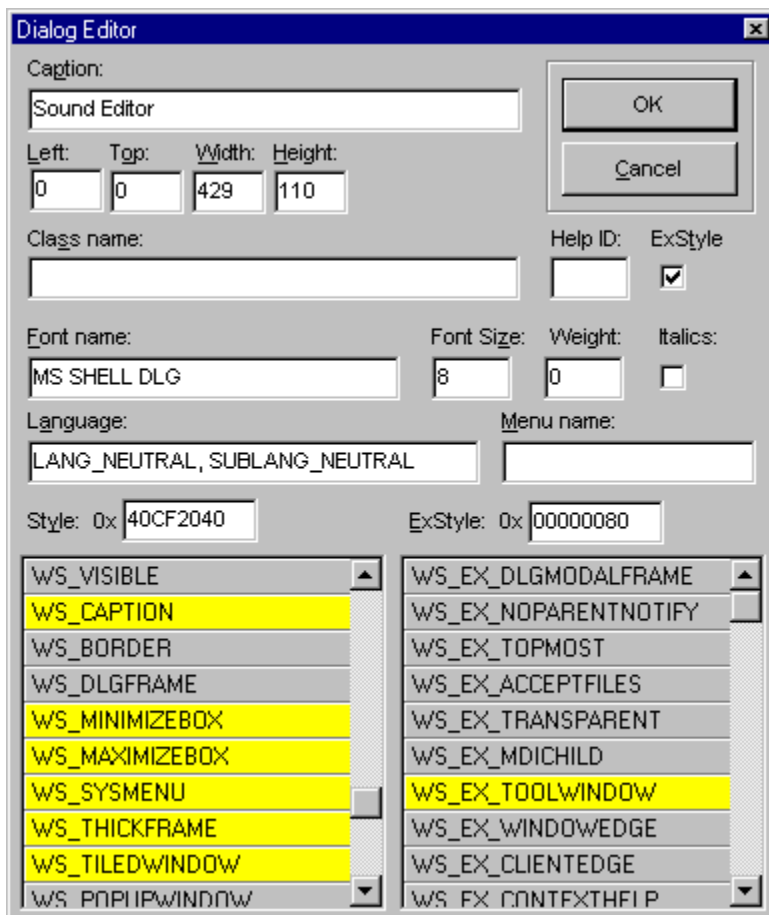 Dialog Editor
Caption:
Sound Editor
OK
Left: Top: Width: Height:
0 0 429 110
Cancel
Class name: Help ID: ExStyle
Font name: Font Size: Weight: Italics:
MS SHELL DLG 8 0
Language: Menu name:
LANG_NEUTRAL, SUBLANG_NEUTRAL
Style: 0x 40CF2040 ExStyle: 0x 00000080
WS_VISIBLE WS_EX_DLGMODALFRAME
WS_CAPTION WS_EX_NOPARENTNOTIFY
WS_BORDER WS_EX_TOPMOST
WS_DLGFRAME WS_EX_ACCEPTFILES
WS_MINIMIZEBOX WS_EX_TRANSPARENT
WS_MAXIMIZEBOX WS_EX_MDICHILD
WS_SYSMENU WS_EX_TOOLWINDOW
WS_THICKFRAME WS_EX_WINDOWEDGE
WS_TILEDWINDOW WS_EX_CLIENTEDGE
WS_POPUPWINDOW WS_EX_CONTEXTHELP